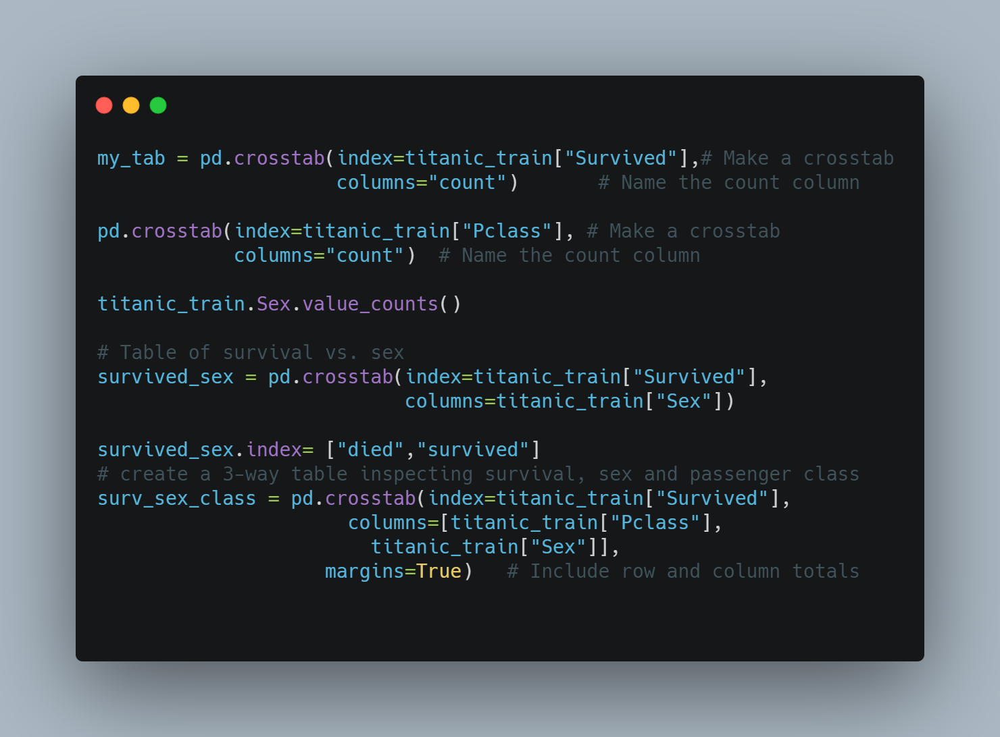 my_tab = pd.crosstab(index=titanic_train["Survived"],# Make a crosstab
                     columns="count")       # Name the count column

pd.crosstab(index=titanic_train["Pclass"], # Make a crosstab
            columns="count")  # Name the count column

titanic_train.Sex.value_counts()

# Table of survival vs. sex
survived_sex = pd.crosstab(index=titanic_train["Survived"],
                           columns=titanic_train["Sex"])

survived_sex.index= ["died","survived"]
# create a 3-way table inspecting survival, sex and passenger class
surv_sex_class = pd.crosstab(index=titanic_train["Survived"],
                      columns=[titanic_train["Pclass"],
                        titanic_train["Sex"]],
                    margins=True)   # Include row and column totals